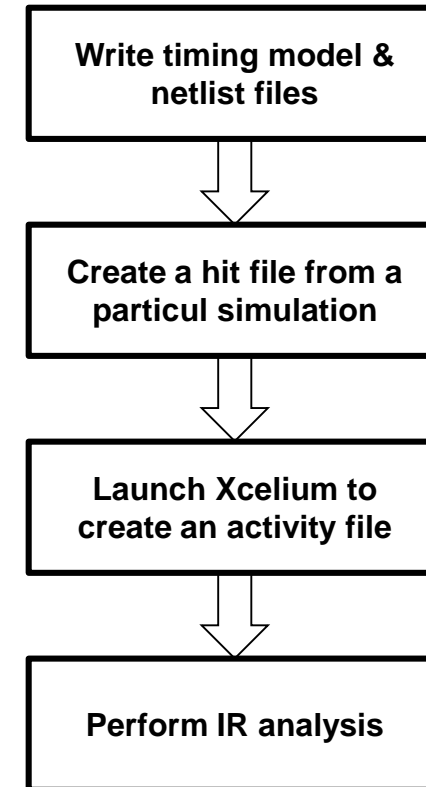 Write timing model &
netlist files
Create a hit file from a
particul simulation
Launch Xcelium to
create an activity file
Perform IR analysis